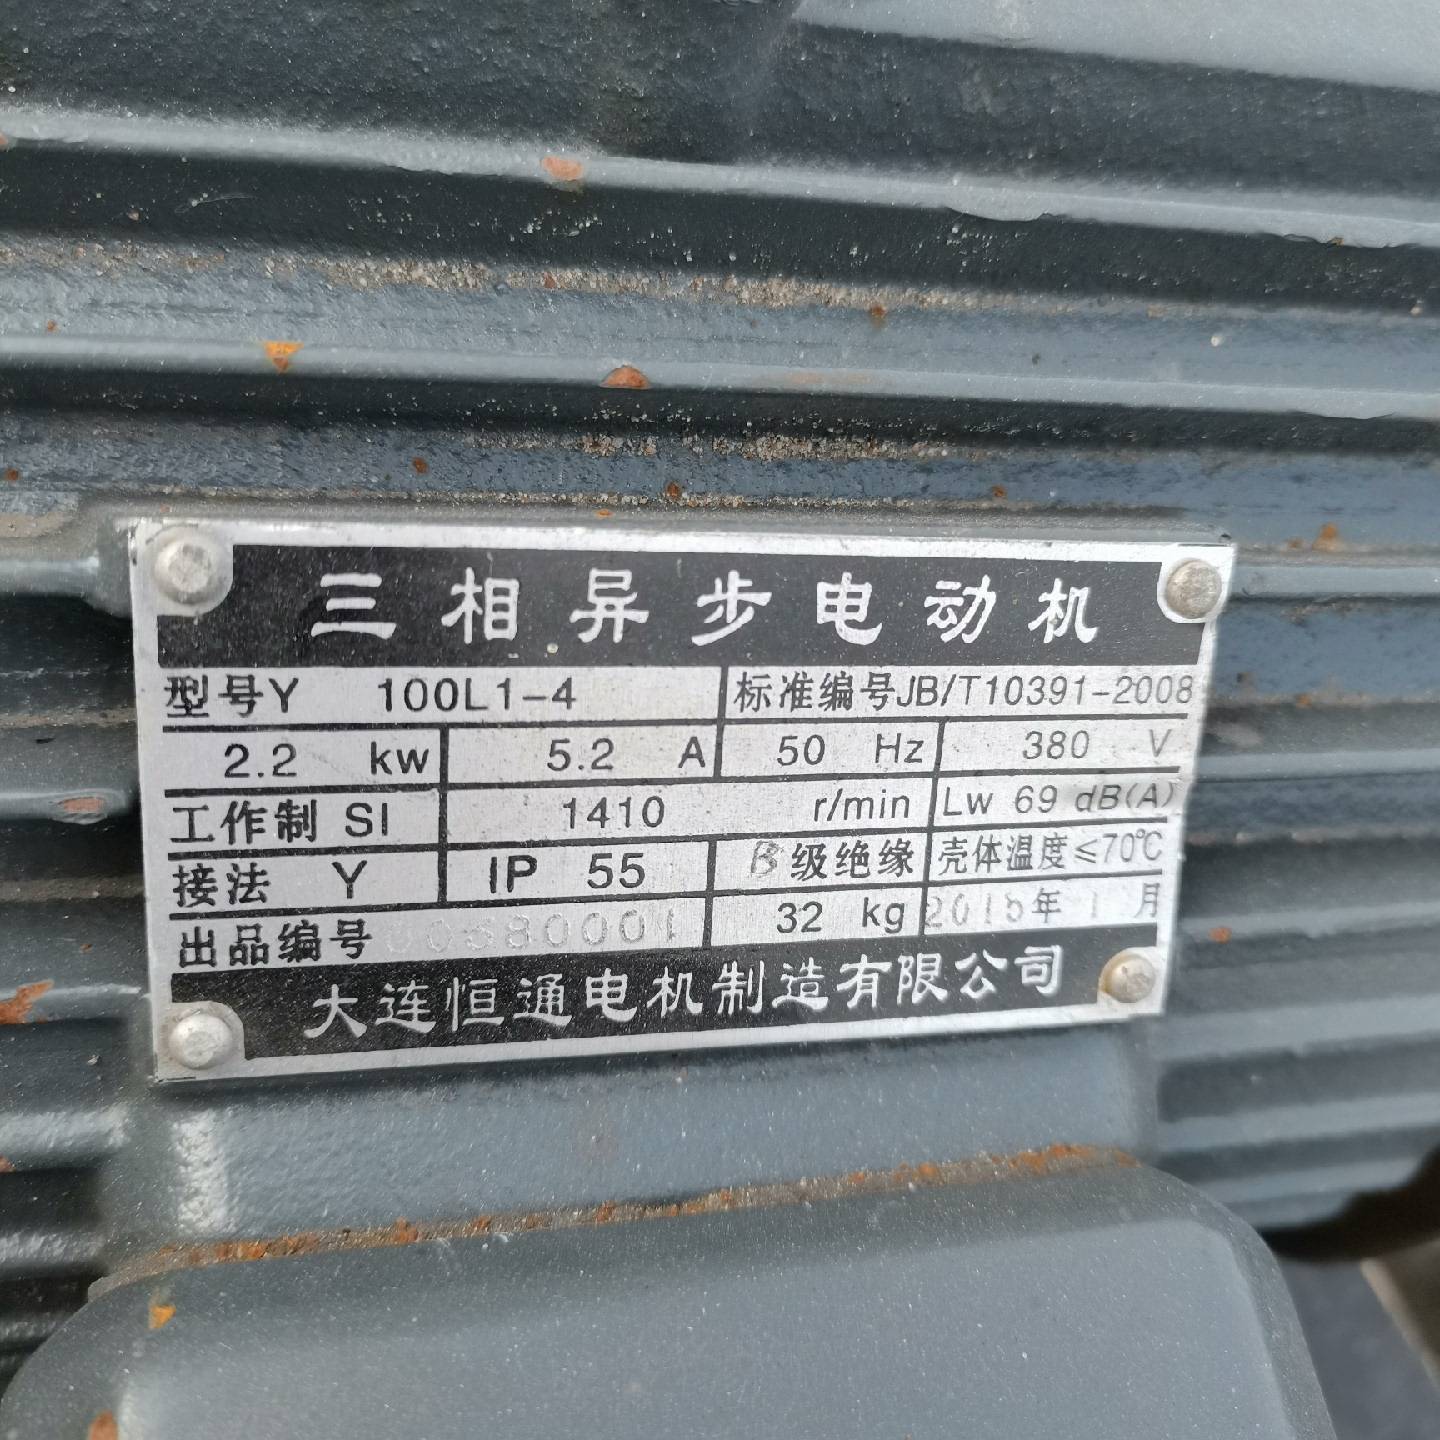 三相异步电动机
型号Y 100L1-4 标准编号JB/T10391-2008
2.2 kw 5.2 A 50 Hz 380 V
工作制 SI 1410 r/min Lw 69 dB(A)
接法 Y IP 55 B级绝缘 壳体温度≤70℃
出品编号 32 kg 年 1 月
大连恒通电机制造有限公司